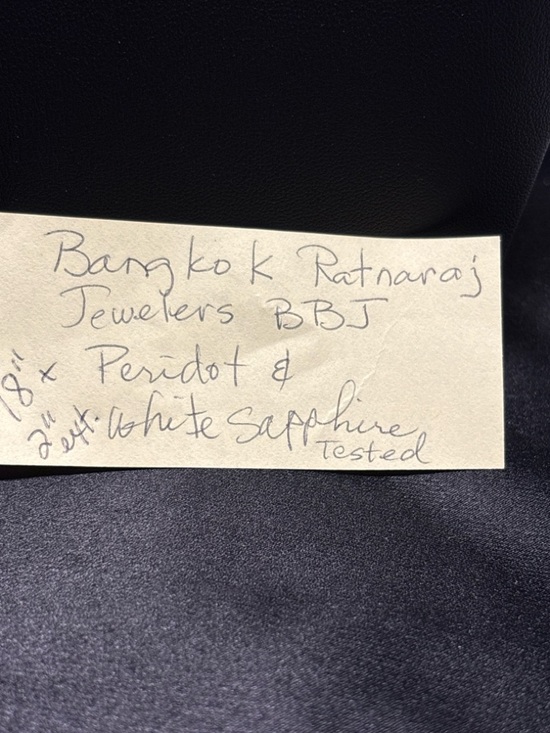 Bangkok Ratnaraj
Jewelers BBJ
Peridot &
White Sapphire
Tested
18" x
2" ext.